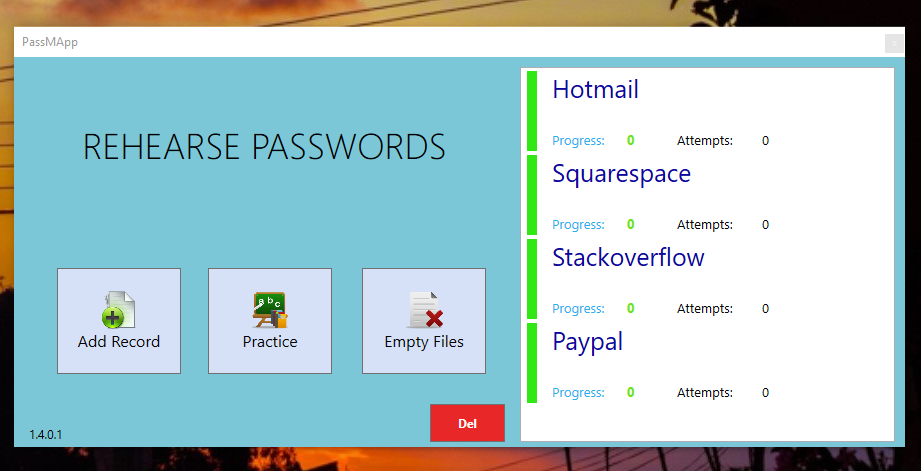 PassMApp
REHEARSE PASSWORDS
Add Record
Practice
Empty Files
Del
1.4.0.1
Hotmail
Progress: 0 Attempts: 0
Squarespace
Progress: 0 Attempts: 0
Stackoverflow
Progress: 0 Attempts: 0
Paypal
Progress: 0 Attempts: 0